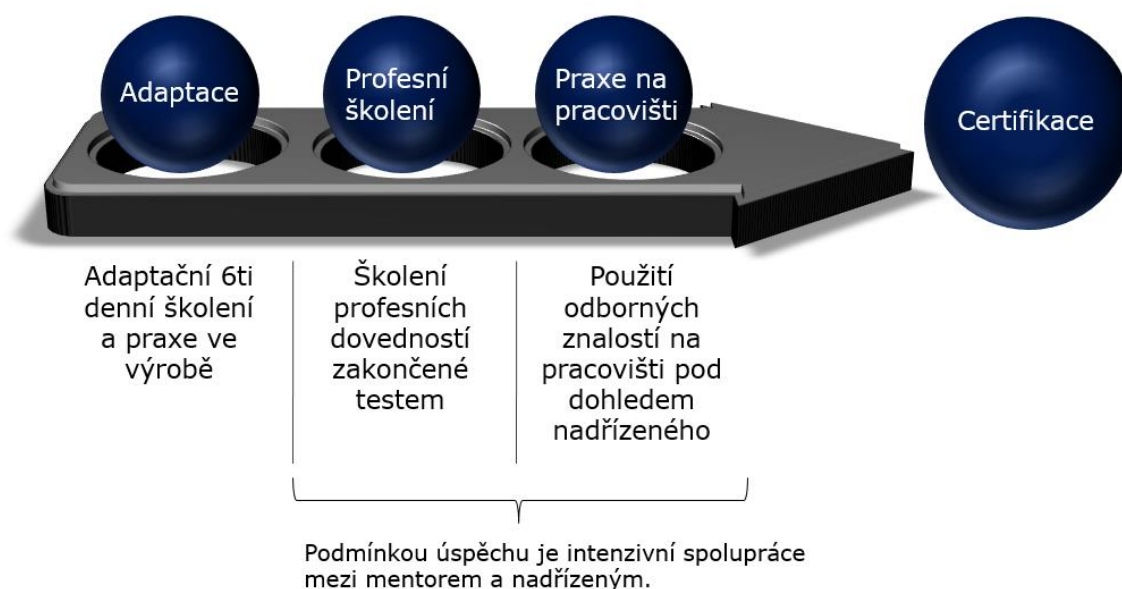 Adaptace
Profesní
školení
Praxe na
pracovišti
Certifikace
Adaptační 6ti
denní školení
a praxe ve
výrobě
Školení
profesních
dovedností
zakončené
testem
Použití
odborných
znalostí na
pracovišti pod
dohledem
nadřízeného
Podmínkou úspěchu je intenzivní spolupráce
mezi mentorem a nadřízeným.